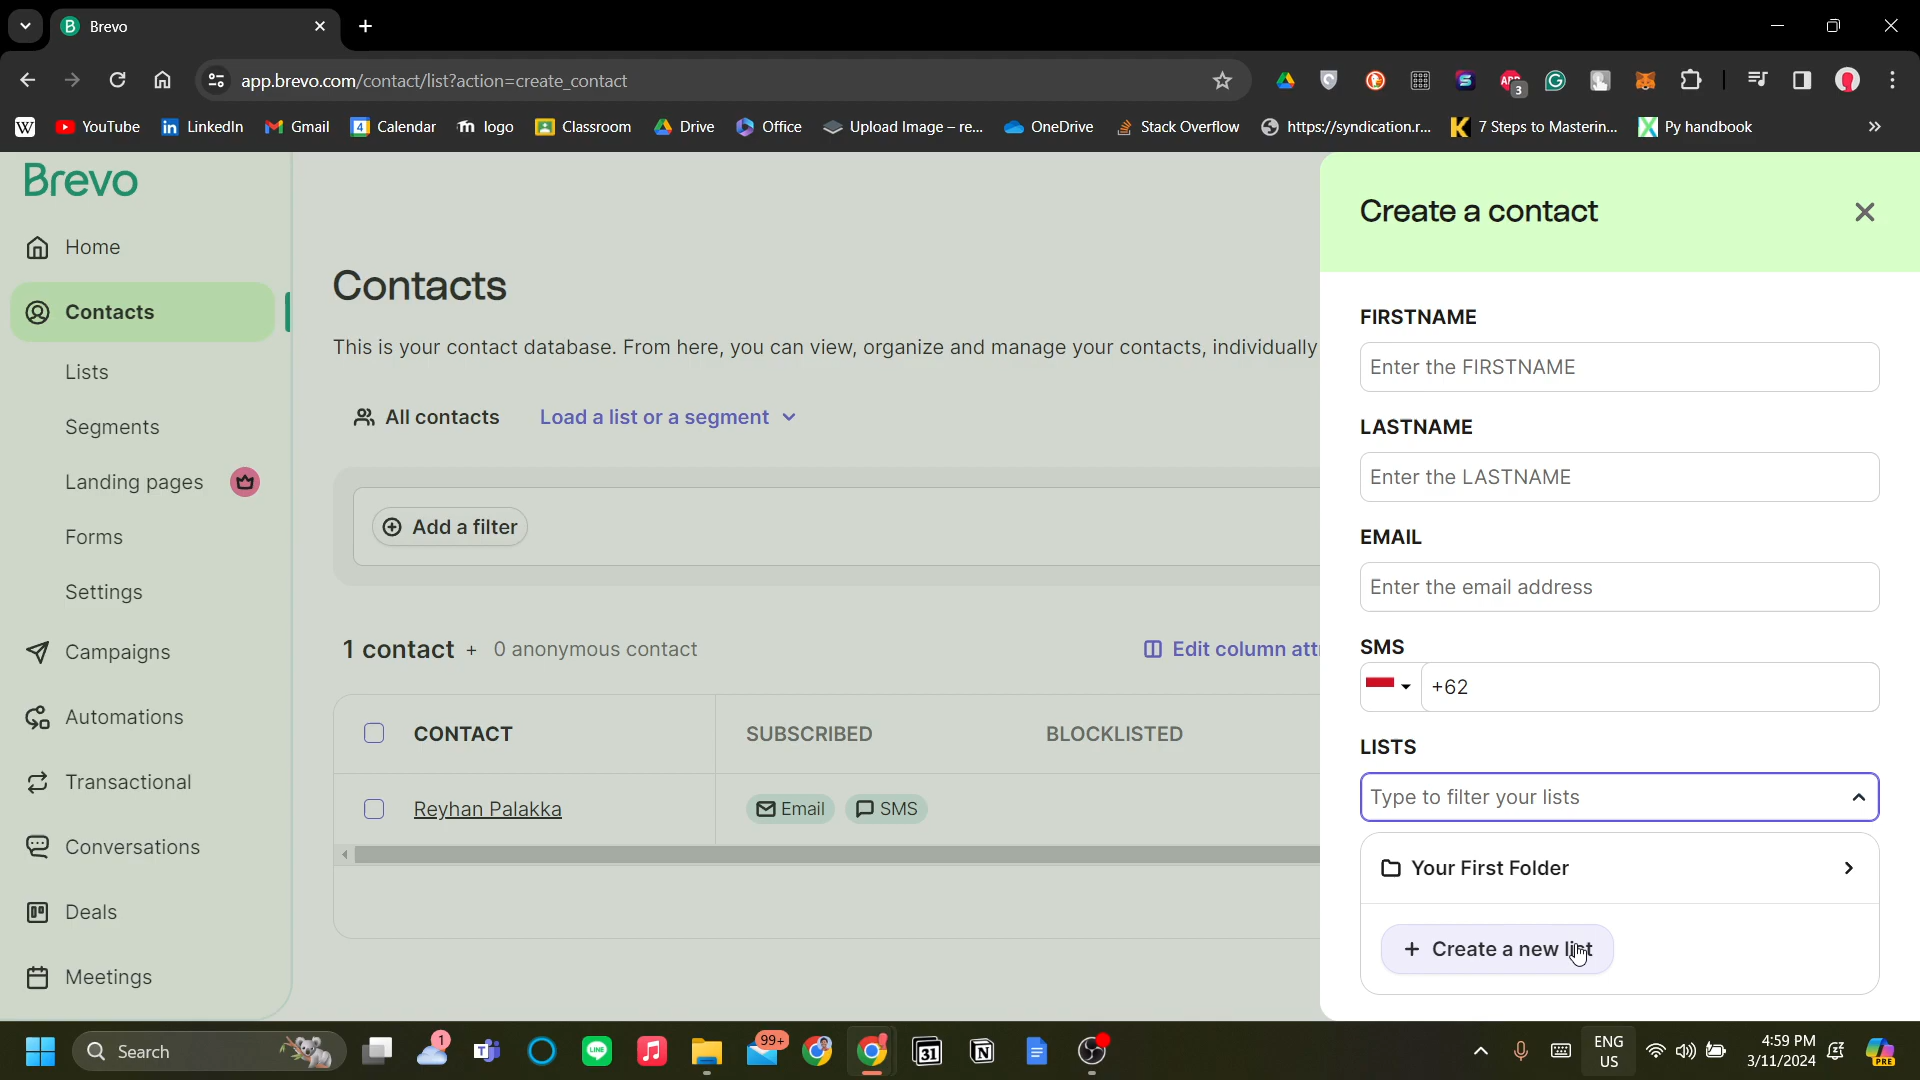 Brevo
app.brevo.com/contact/list?action=create_contact
ABP
3
W
YouTube
LinkedIn
Gmail
Calendar
logo
Classroom
Drive
Office
Upload Image – re...
OneDrive
Stack Overflow
https://syndication.r...
7 Steps to Masterin...
Py handbook
Brevo
Home
Contacts
Lists
Segments
Landing pages
Forms
Settings
Campaigns
Automations
Transactional
Conversations
Deals
Meetings
Contacts
This is your contact database. From here, you can view, organize and manage your contacts, individually
All contacts
Load a list or a segment
Add a filter
1 contact + 0 anonymous contact
Edit column att
CONTACT
SUBSCRIBED
BLOCKLISTED
Reyhan Palakka
Email
SMS
Create a contact
FIRSTNAME
Enter the FIRSTNAME
LASTNAME
Enter the LASTNAME
EMAIL
Enter the email address
SMS
+62
LISTS
Type to filter your lists
Your First Folder
+ Create a new list
Search
1
99+
31
ENG
US
4:59 PM
3/11/2024
PRE